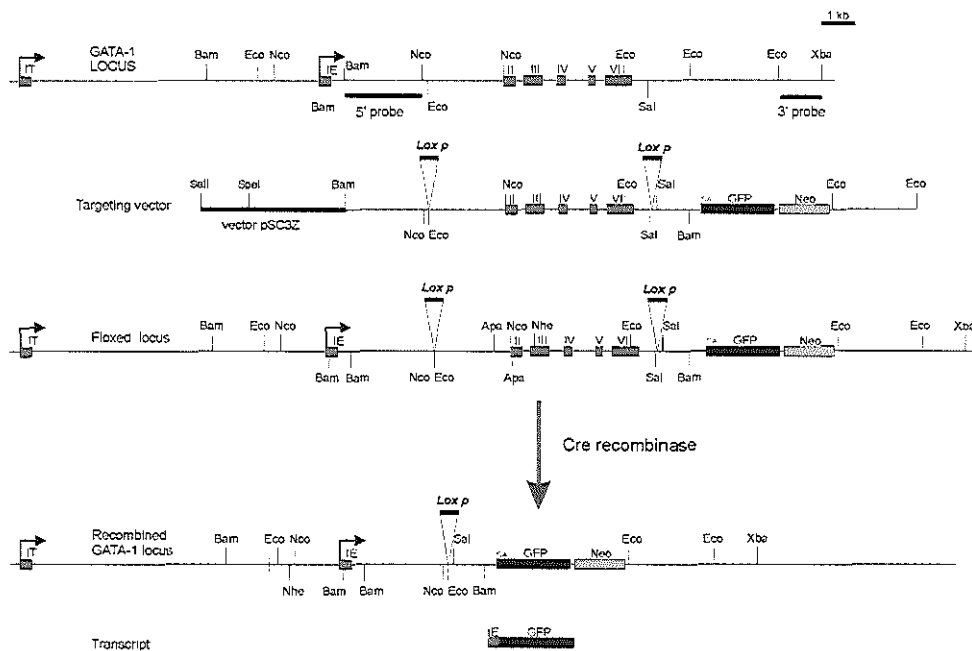 1 kb
GATA-1 LOCUS
IT Bam Eco Nco IE Bam Nco Nco II III IV V VI Eco Eco Eco Xba
Bam 5' probe Eco Sal 3' probe
Lox p Lox p
Targeting vector
SalI SpeI Bam Nco II III IV V VI Eco Sal SA GFP Neo Eco Eco
vector pSC3Z Nco Eco Sal Bam
Lox p Lox p
Floxed locus
IT Bam Eco Nco IE Apa Nco II Nhe III IV V VI Eco Sal SA GFP Neo Eco Eco Xba
Bam Bam Nco Eco Apa Sal Bam
Cre recombinase
Lox p
Recombined GATA-1 locus
IT Bam Eco Nco IE Sal SA GFP Neo Eco Eco Xba
Nhe Bam Bam Nco Eco Bam
Transcript
IE GFP